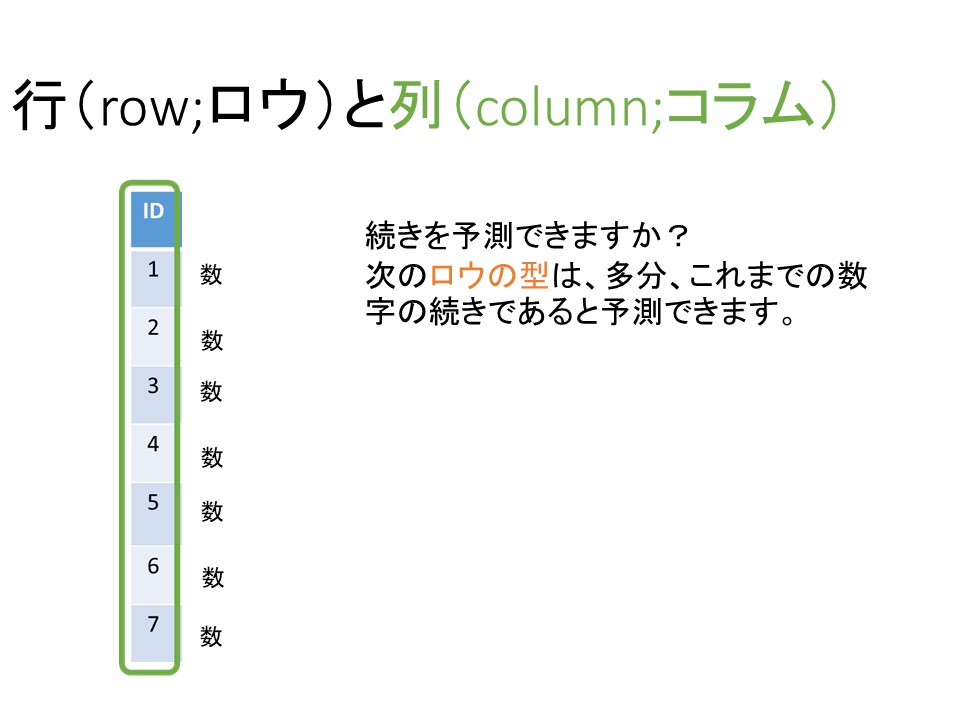 行（row;ロウ）と列（column;コラム）
ID
1 数
2 数
3 数
4 数
5 数
6 数
7 数
続きを予測できますか？
次のロウの型は、多分、これまでの数
字の続きであると予測できます。